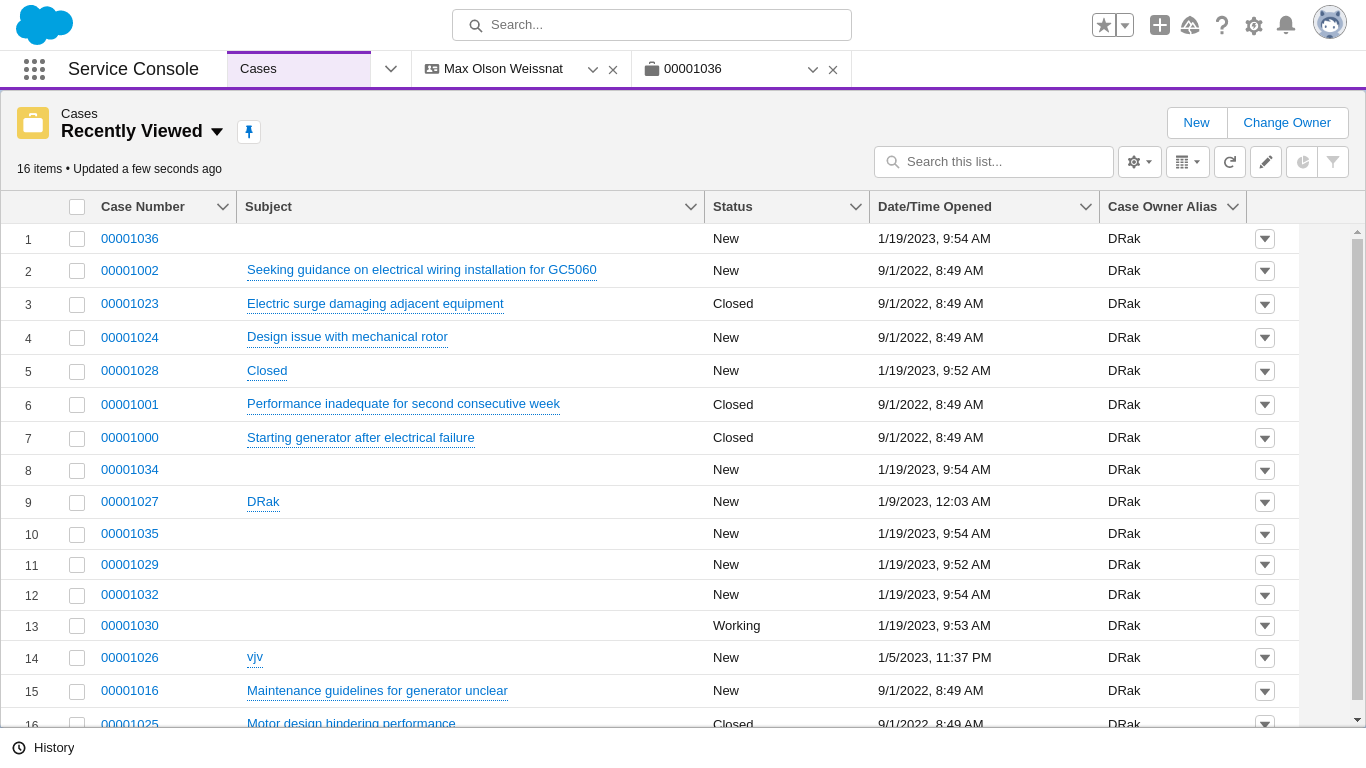 Search...
Service Console
Cases
Max Olson Weissnat
00001036
Cases
Recently Viewed
New
Change Owner
16 items • Updated a few seconds ago
Search this list...
Case Number Subject Status Date/Time Opened Case Owner Alias
1 00001036 New 1/19/2023, 9:54 AM DRak
2 00001002 Seeking guidance on electrical wiring installation for GC5060 New 9/1/2022, 8:49 AM DRak
3 00001023 Electric surge damaging adjacent equipment Closed 9/1/2022, 8:49 AM DRak
4 00001024 Design issue with mechanical rotor New 9/1/2022, 8:49 AM DRak
5 00001028 Closed New 1/19/2023, 9:52 AM DRak
6 00001001 Performance inadequate for second consecutive week Closed 9/1/2022, 8:49 AM DRak
7 00001000 Starting generator after electrical failure Closed 9/1/2022, 8:49 AM DRak
8 00001034 New 1/19/2023, 9:54 AM DRak
9 00001027 DRak New 1/9/2023, 12:03 AM DRak
10 00001035 New 1/19/2023, 9:54 AM DRak
11 00001029 New 1/19/2023, 9:52 AM DRak
12 00001032 New 1/19/2023, 9:54 AM DRak
13 00001030 Working 1/19/2023, 9:53 AM DRak
14 00001026 vjv New 1/5/2023, 11:37 PM DRak
15 00001016 Maintenance guidelines for generator unclear New 9/1/2022, 8:49 AM DRak
16 00001025 Motor design hindering performance Closed 9/1/2022, 8:49 AM DRak
History